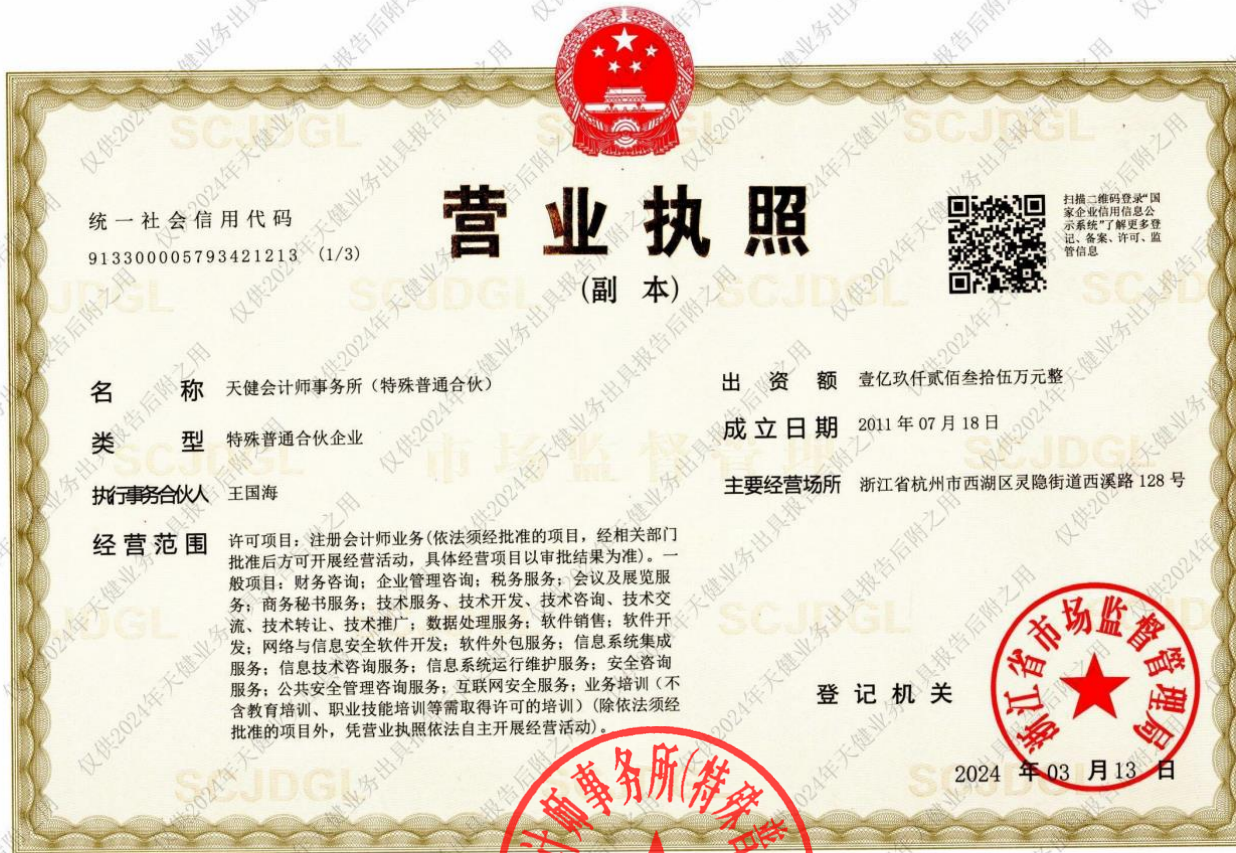 营业执照
(副 本)
统一社会信用代码
913300005793421213 (1/3)
扫描二维码登录“国
家企业信用信息公
示系统”了解更多登
记、备案、许可、监
管信息
名 称 天健会计师事务所（特殊普通合伙）
类 型 特殊普通合伙企业
执行事务合伙人 王国海
经营范围 许可项目：注册会计师业务(依法须经批准的项目，经相关部门
批准后方可开展经营活动，具体经营项目以审批结果为准)。一
般项目：财务咨询；企业管理咨询；税务服务；会议及展览服
务；商务秘书服务；技术服务、技术开发、技术咨询、技术交
流、技术转让、技术推广；数据处理服务；软件销售；软件开
发；网络与信息安全软件开发；软件外包服务；信息系统集成
服务；信息技术咨询服务；信息系统运行维护服务；安全咨询
服务；公共安全管理咨询服务；互联网安全服务；业务培训（不
含教育培训、职业技能培训等需取得许可的培训）(除依法须经
批准的项目外，凭营业执照依法自主开展经营活动)。
出 资 额 壹亿玖仟贰佰叁拾伍万元整
成立日期 2011 年 07 月 18 日
主要经营场所 浙江省杭州市西湖区灵隐街道西溪路 128 号
登记机关
浙江省市场监督管理局
2024 年 03 月 13 日
计师事务所(特殊普
仅供2024年天健业务出具报告后附之用
SCJDGL
市场监督管理